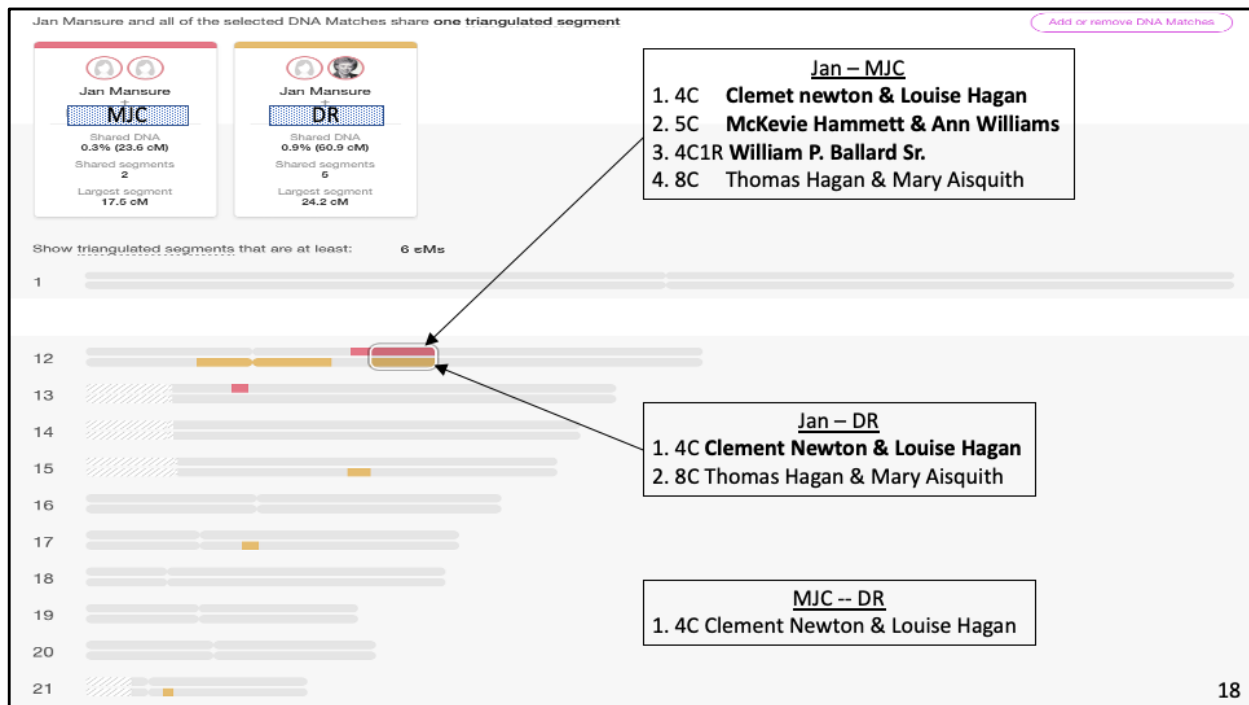 Jan Mansure and all of the selected DNA Matches share one triangulated segment
Add or remove DNA Matches
Jan Mansure
+
MJC
Shared DNA
0.3% (23.6 cM)
Shared segments
2
Largest segment
17.5 cM
Jan Mansure
+
DR
Shared DNA
0.9% (60.9 cM)
Shared segments
5
Largest segment
24.2 cM
Jan – MJC
1. 4C Clemet newton & Louise Hagan
2. 5C McKevie Hammett & Ann Williams
3. 4C1R William P. Ballard Sr.
4. 8C Thomas Hagan & Mary Aisquith
Show triangulated segments that are at least: 6 cMs
1
12
13
14
15
16
17
18
19
20
21
Jan – DR
1. 4C Clement Newton & Louise Hagan
2. 8C Thomas Hagan & Mary Aisquith
MJC -- DR
1. 4C Clement Newton & Louise Hagan
18